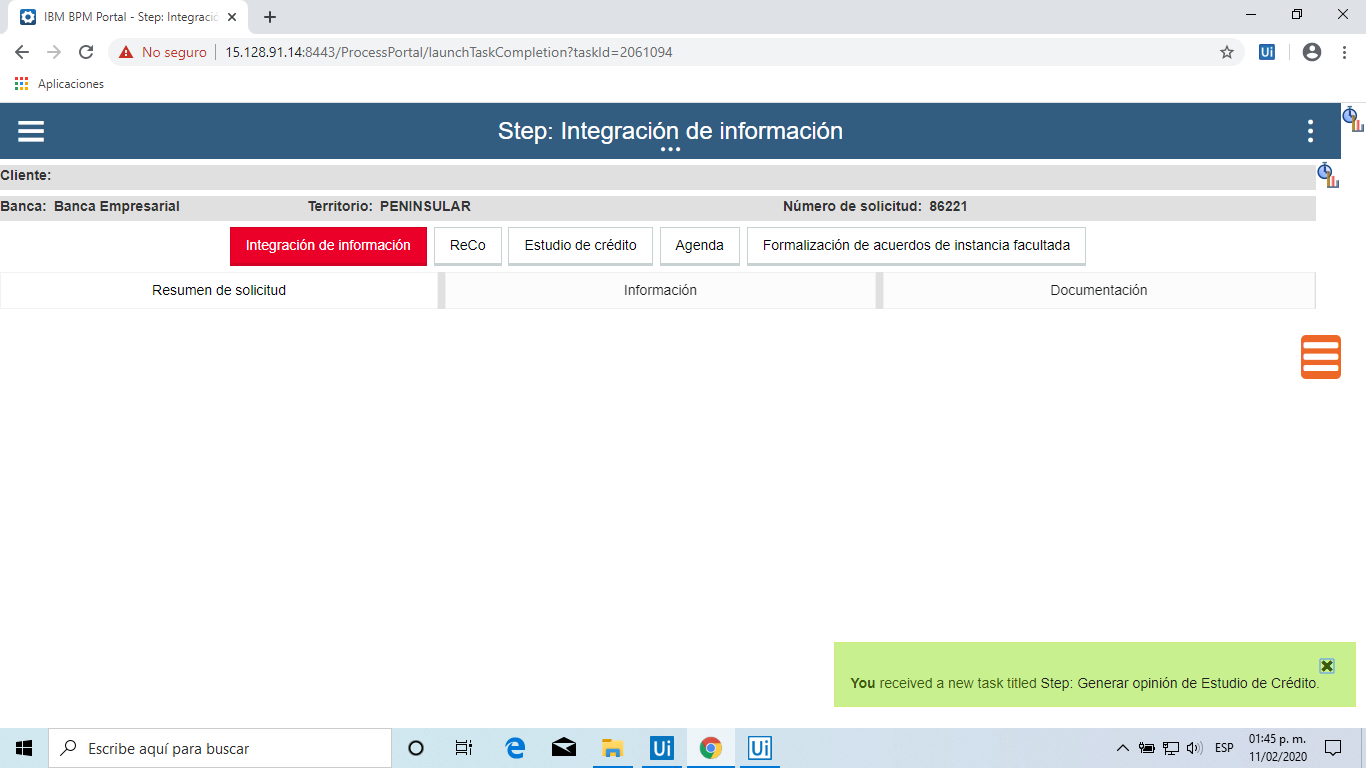 IBM BPM Portal - Step: Integració
No seguro
15.128.91.14:8443/ProcessPortal/launchTaskCompletion?taskId=2061094
Ui
Aplicaciones
Step: Integración de información
Cliente:
Banca: Banca Empresarial Territorio: PENINSULAR Número de solicitud: 86221
Integración de información ReCo Estudio de crédito Agenda Formalización de acuerdos de instancia facultada
Resumen de solicitud Información Documentación
You received a new task titled Step: Generar opinión de Estudio de Crédito.
Escribe aquí para buscar
Ui
Ui
ESP
01:45 p. m.
11/02/2020